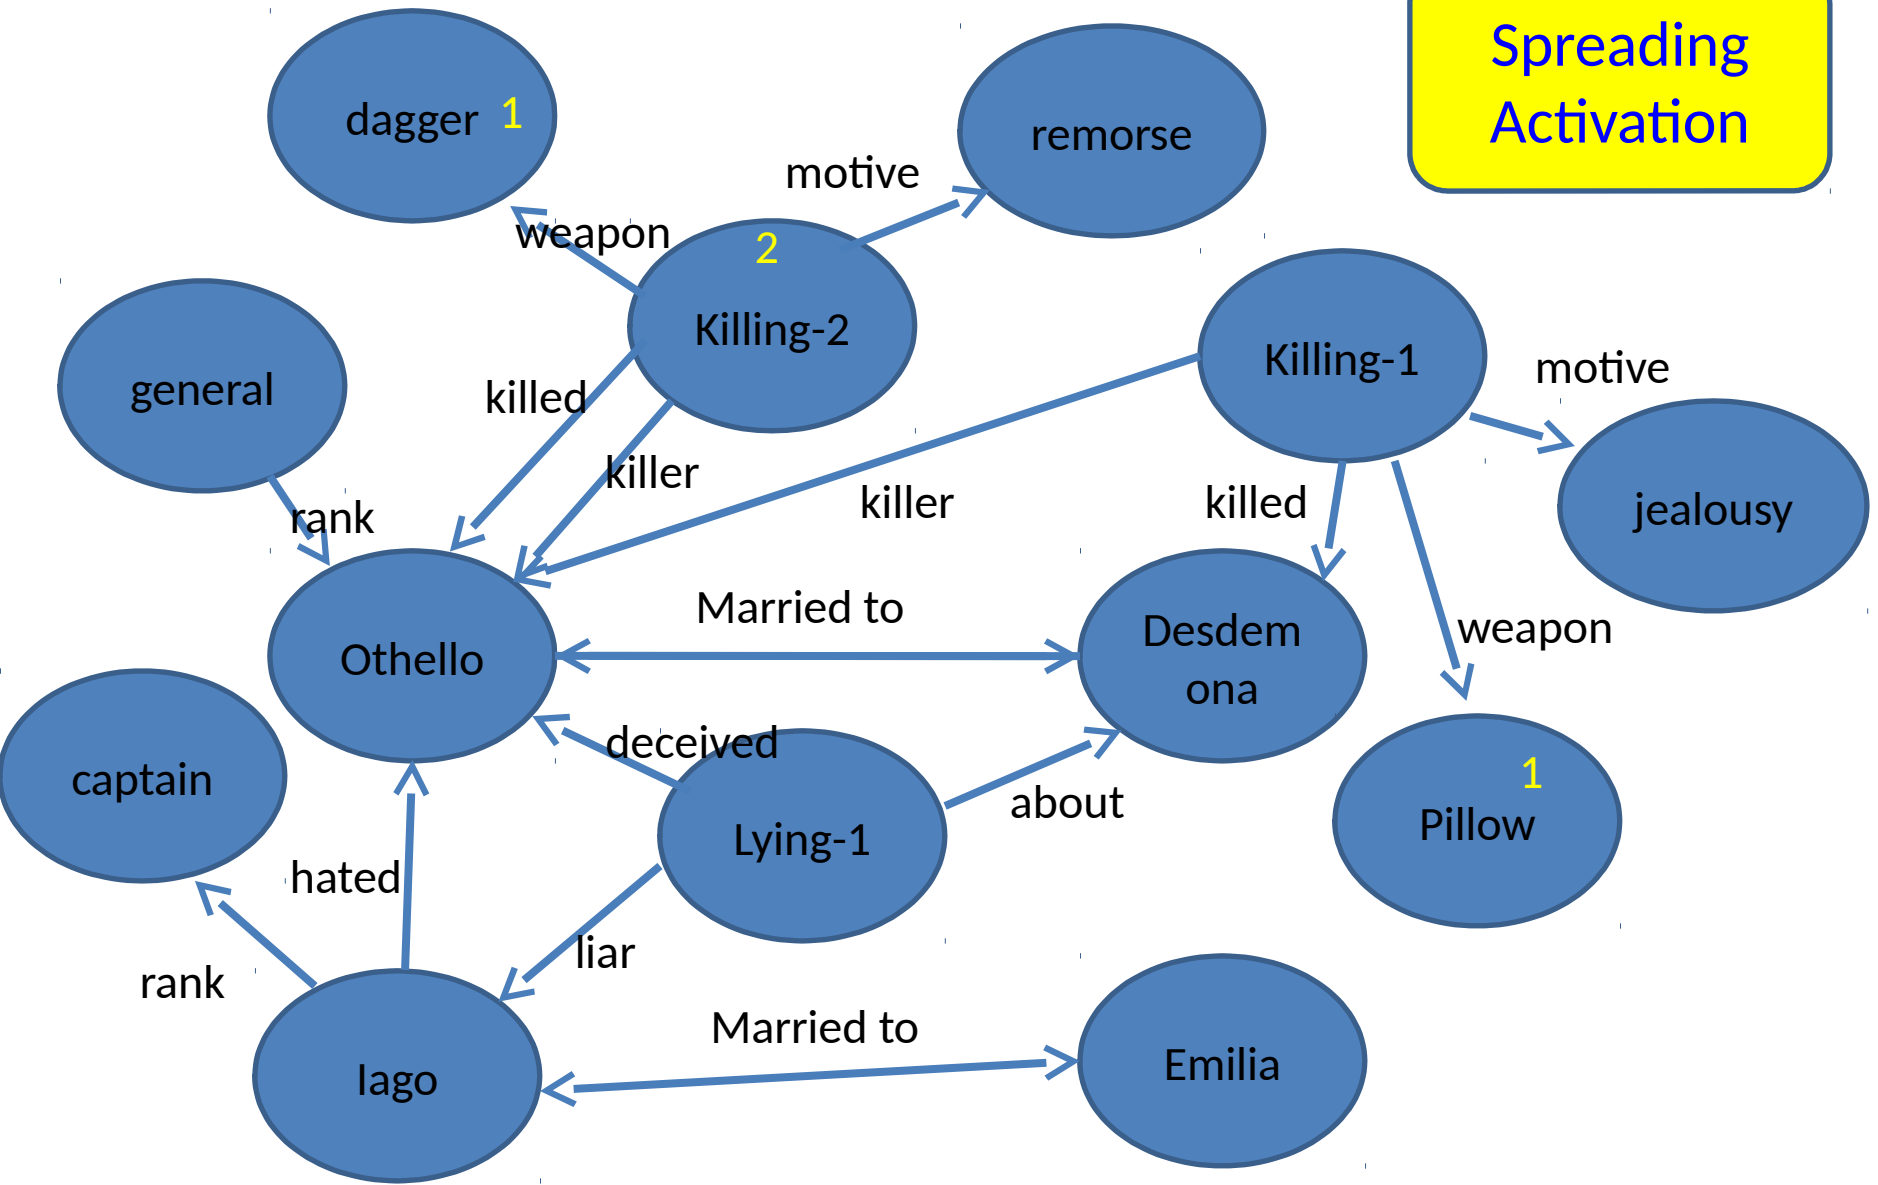 Spreading
Activation
dagger 1
remorse
motive
weapon
2
Killing-2
Killing-1
motive
general
killed
killer
killer
killed
jealousy
rank
Married to
weapon
Othello
Desdem
ona
deceived
captain
1
Pillow
about
Lying-1
hated
liar
rank
Married to
Iago
Emilia